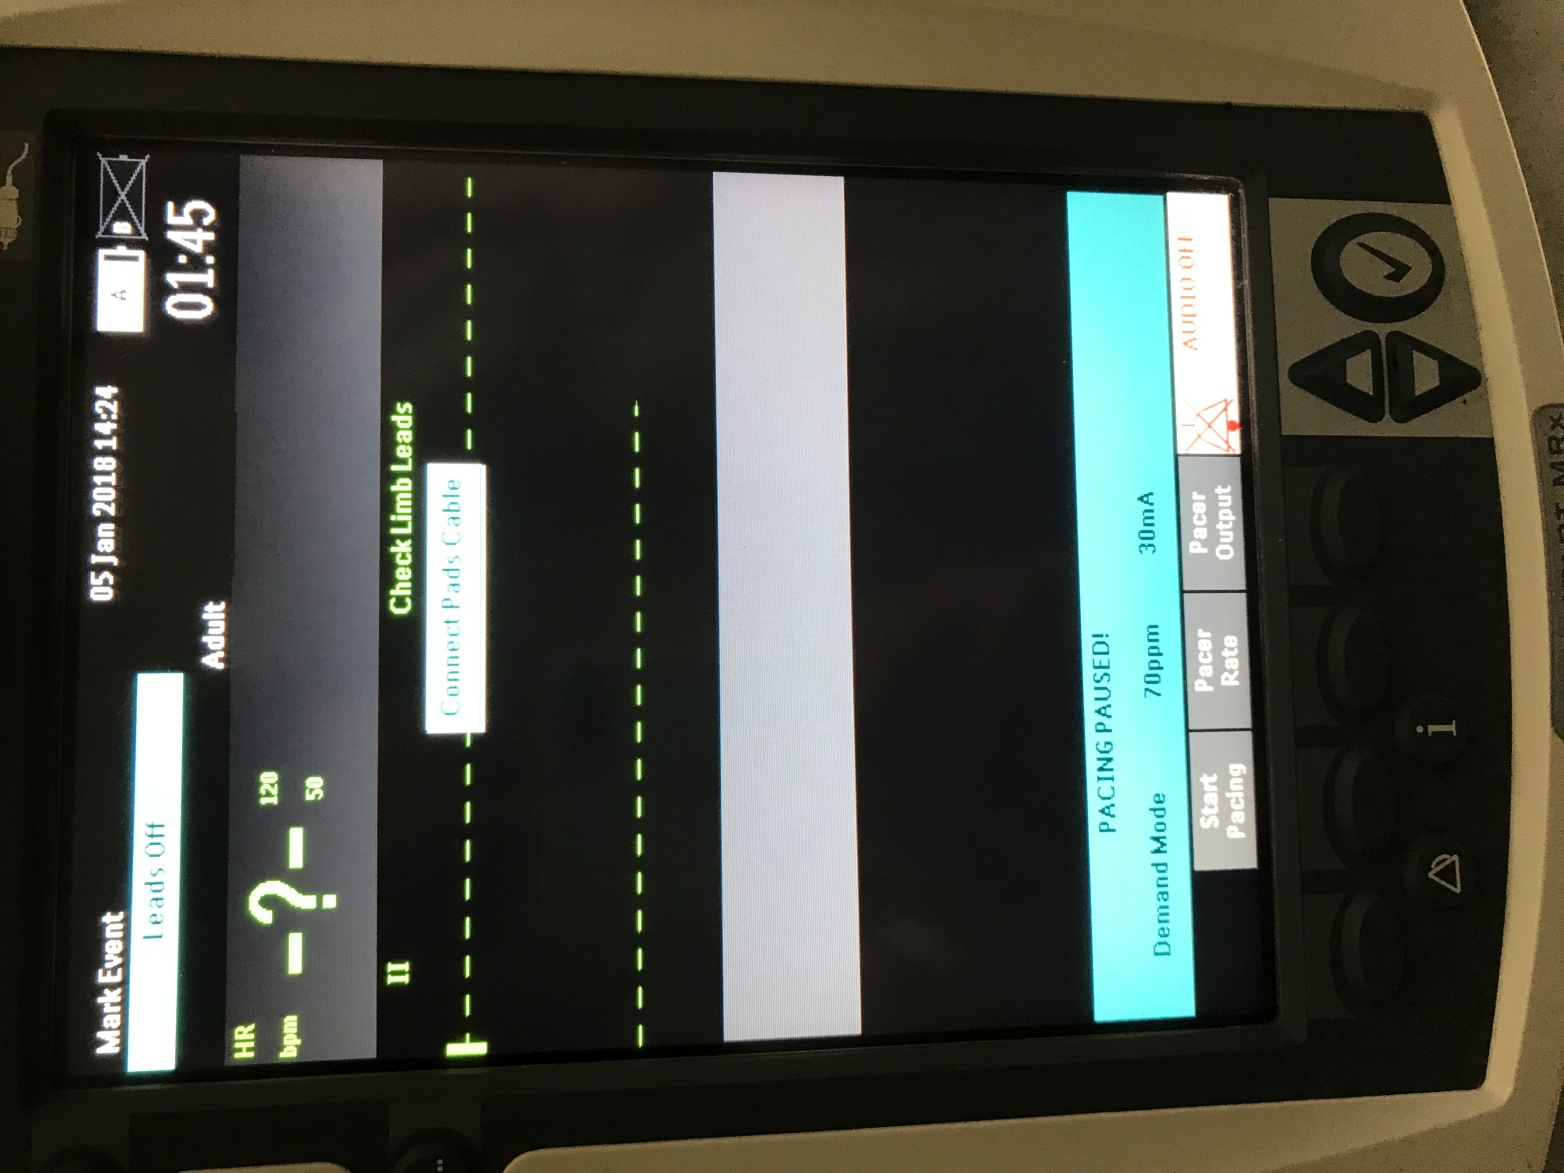 Mark Event
05 Jan 2018 14:24
A
B
Leads Off
01:45
Adult
HR
bpm
-?-
120
50
II
Check Limb Leads
Connect Pads Cable
PACING PAUSED!
Demand Mode
70ppm
30mA
Start
Pacing
Pacer
Rate
Pacer
Output
AUDIO OFF
i
MRx